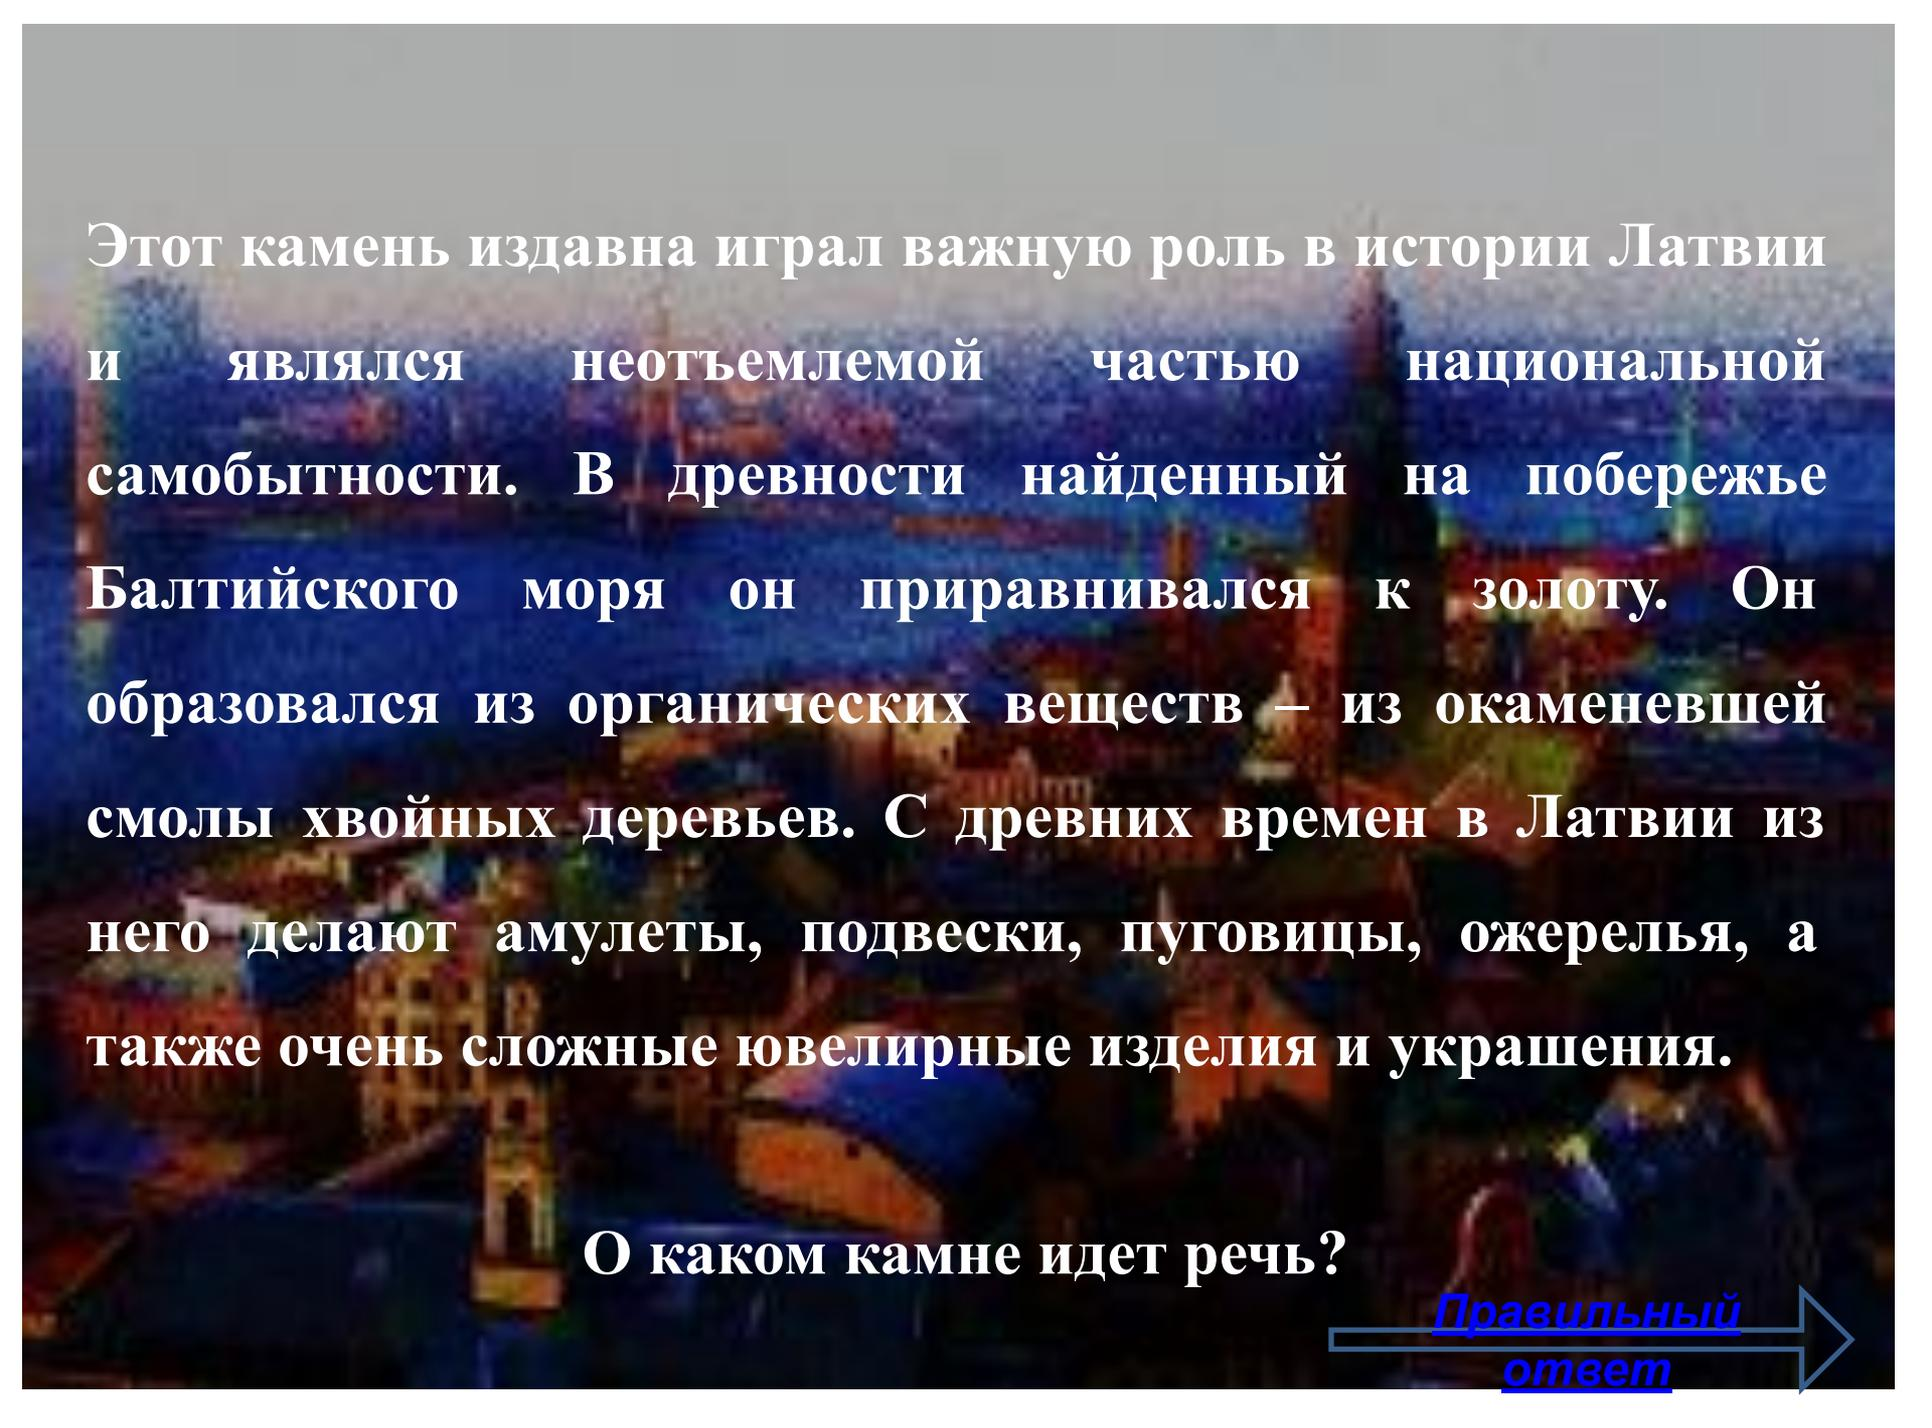 Этот камень издавна играл важную роль в истории Латвии
и являлся неотъемлемой частью национальной
самобытности. В древности найденный на побережье
Балтийского моря он приравнивался к золоту. Он
образовался из органических веществ – из окаменевшей
смолы хвойных деревьев. С древних времен в Латвии из
него делают амулеты, подвески, пуговицы, ожерелья, а
также очень сложные ювелирные изделия и украшения.
О каком камне идет речь?
Правильный
ответ